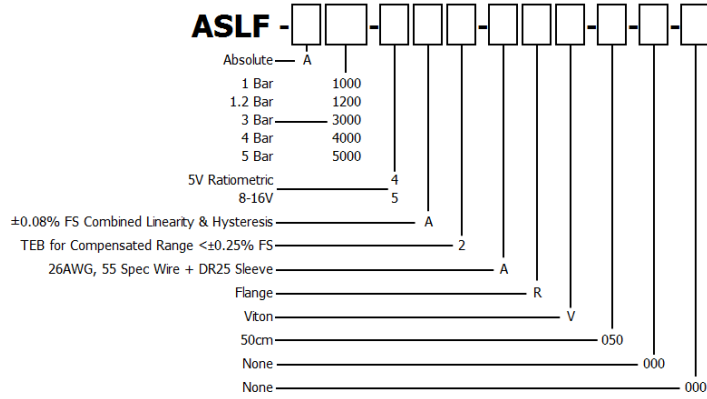 ASLF - - - - - -
Absolute A
1 Bar 1000
1.2 Bar 1200
3 Bar 3000
4 Bar 4000
5 Bar 5000
5V Ratiometric 4
8-16V 5
±0.08% FS Combined Linearity & Hysteresis A
TEB for Compensated Range <±0.25% FS 2
26AWG, 55 Spec Wire + DR25 Sleeve A
Flange R
Viton V
50cm 050
None 000
None 000